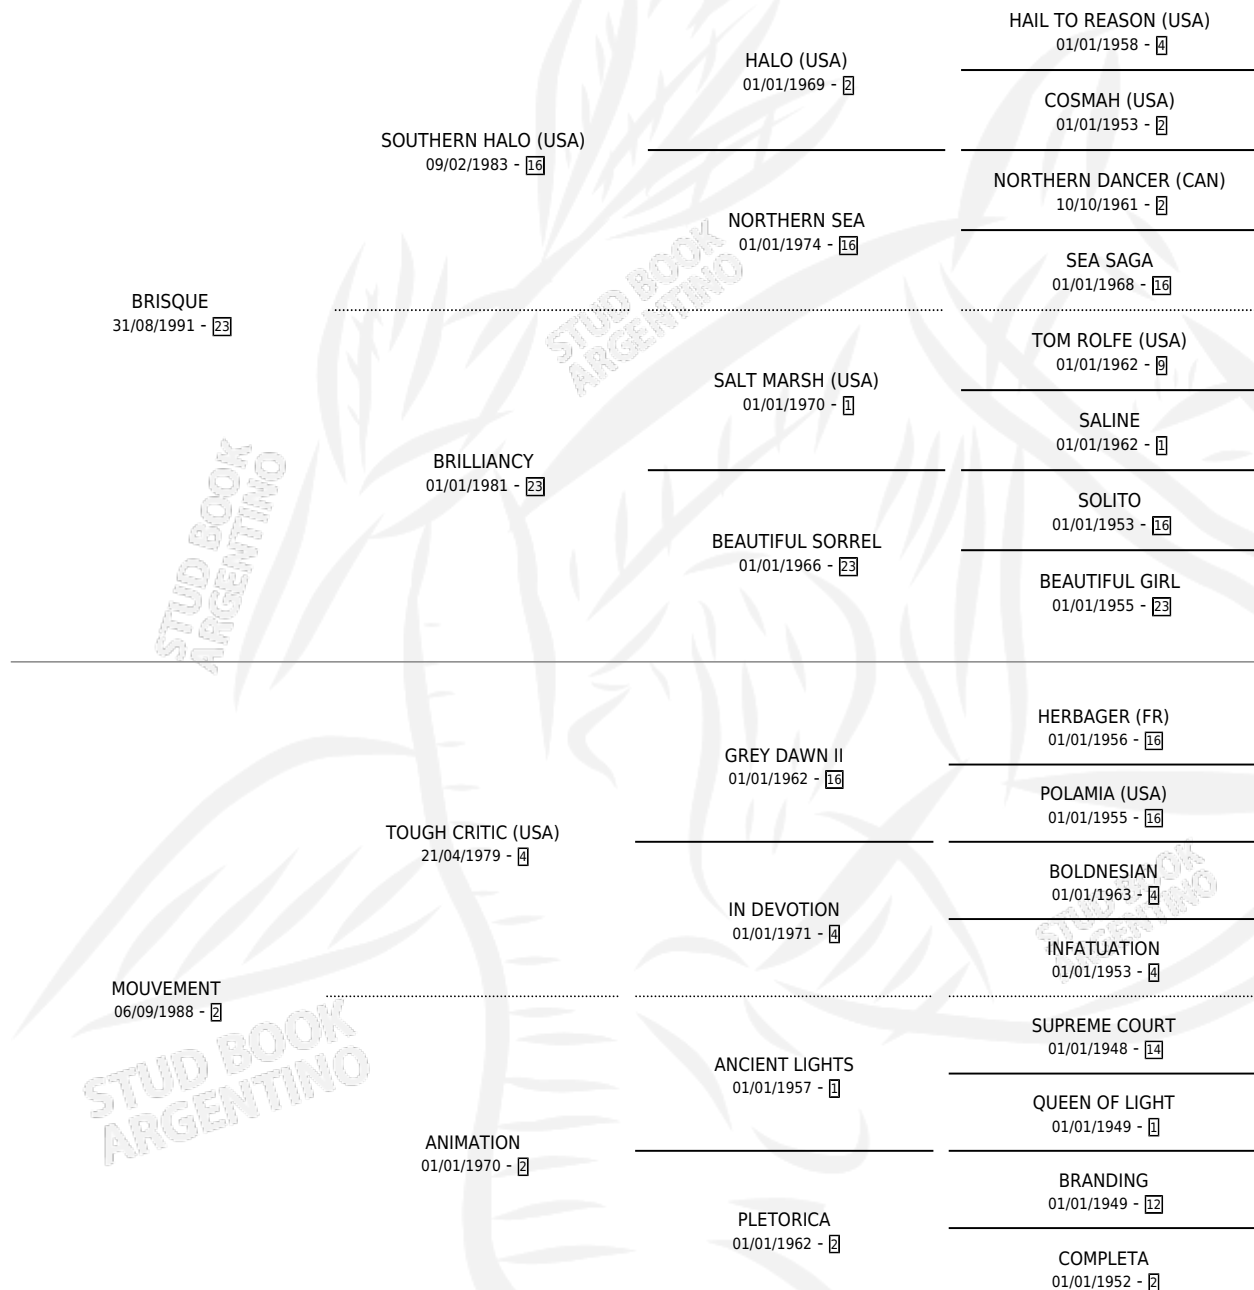 HAIL TO REASON (USA)
01/01/1958 - 4
HALO (USA)
01/01/1969 - 2
COSMAH (USA)
01/01/1953 - 2
SOUTHERN HALO (USA)
09/02/1983 - 16
NORTHERN DANCER (CAN)
10/10/1961 - 2
NORTHERN SEA
01/01/1974 - 16
SEA SAGA
01/01/1968 - 16
STUD BOOK
ARGENTINO
BRISQUE
31/08/1991 - 23
TOM ROLFE (USA)
01/01/1962 - 9
SALT MARSH (USA)
01/01/1970 - 1
SALINE
01/01/1962 - 1
BRILLIANCY
01/01/1981 - 23
SOLITO
01/01/1953 - 16
BEAUTIFUL SORREL
01/01/1966 - 23
BEAUTIFUL GIRL
01/01/1955 - 23
STUD BOOK
ARGENTINO
HERBAGER (FR)
01/01/1956 - 16
GREY DAWN II
01/01/1962 - 16
POLAMIA (USA)
01/01/1955 - 16
TOUGH CRITIC (USA)
21/04/1979 - 4
BOLDNESIAN
01/01/1963 - 4
IN DEVOTION
01/01/1971 - 4
INFATUATION
01/01/1953 - 4
STUD BOOK
ARGENTINO
MOUVEMENT
06/09/1988 - 2
SUPREME COURT
01/01/1948 - 14
ANCIENT LIGHTS
01/01/1957 - 1
QUEEN OF LIGHT
01/01/1949 - 1
STUD BOOK
ARGENTINO
ANIMATION
01/01/1970 - 2
BRANDING
01/01/1949 - 12
PLETORICA
01/01/1962 - 2
COMPLETA
01/01/1952 - 2